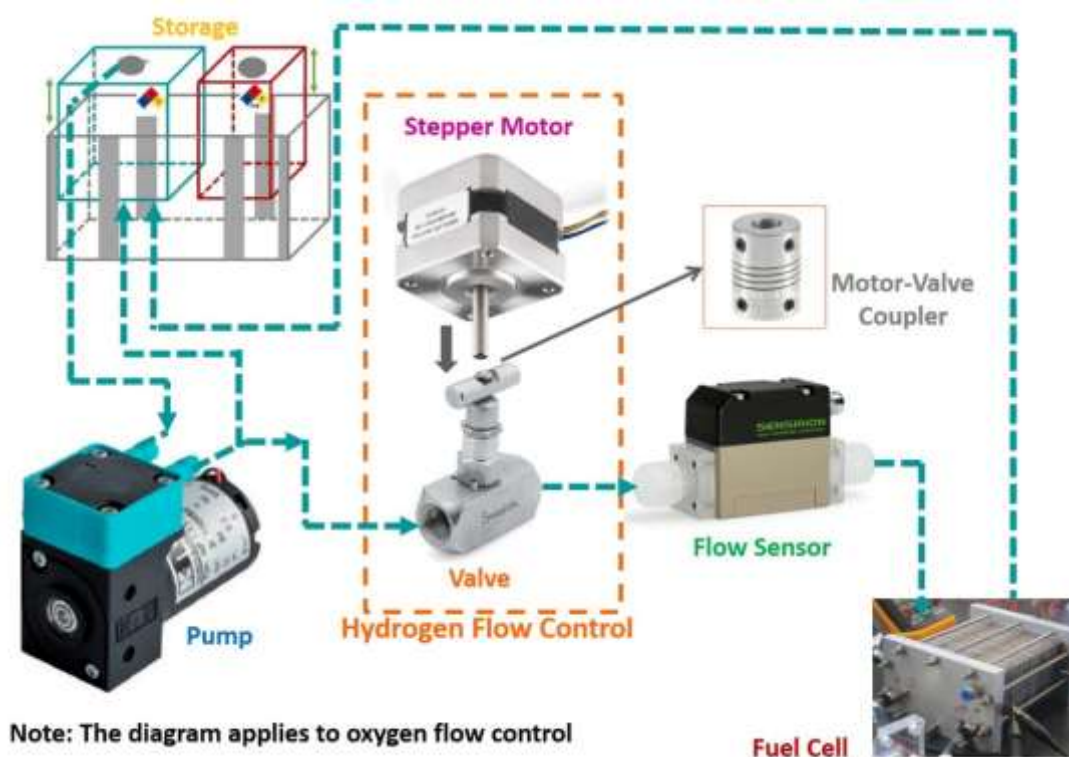 Storage
Stepper Motor
Motor-Valve
Coupler
SENSIRION
Flow Sensor
Valve
Hydrogen Flow Control
Pump
Note: The diagram applies to oxygen flow control
Fuel Cell